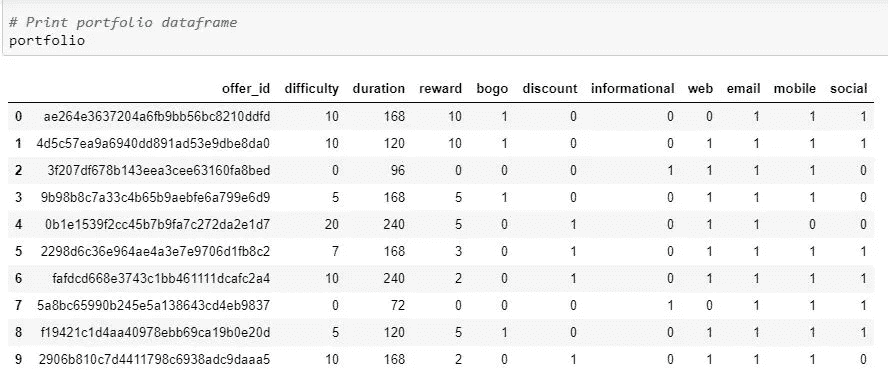 # Print portfolio dataframe
portfolio
offer_id difficulty duration reward bogo discount informational web email mobile social
0 ae264e3637204a6fb9bb56bc8210ddfd 10 168 10 1 0 0 0 1 1 1
1 4d5c57ea9a6940dd891ad53e9dbe8da0 10 120 10 1 0 0 1 1 1 1
2 3f207df678b143eea3cee63160fa8bed 0 96 0 0 0 1 1 1 1 0
3 9b98b8c7a33c4b65b9aebfe6a799e6d9 5 168 5 1 0 0 1 1 1 0
4 0b1e1539f2cc45b7b9fa7c272da2e1d7 20 240 5 0 1 0 1 1 0 0
5 2298d6c36e964ae4a3e7e9706d1fb8c2 7 168 3 0 1 0 1 1 1 1
6 fafdcd668e3743c1bb461111dcafc2a4 10 240 2 0 1 0 1 1 1 1
7 5a8bc65990b245e5a138643cd4eb9837 0 72 0 0 0 1 0 1 1 1
8 f19421c1d4aa40978ebb69ca19b0e20d 5 120 5 1 0 0 1 1 1 1
9 2906b810c7d4411798c6938adc9daaa5 10 168 2 0 1 0 1 1 1 0